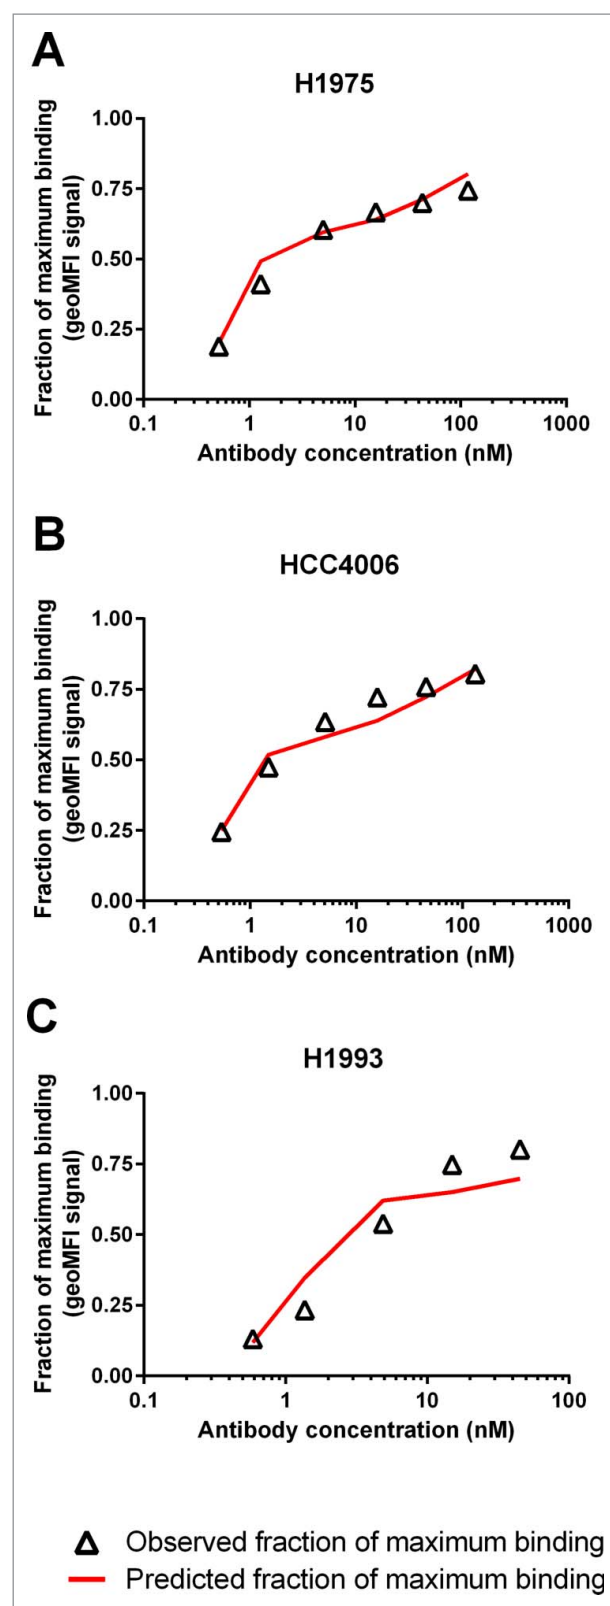 A
H1975
Fraction of maximum binding
(geoMFI signal)
1.00
0.75
0.50
0.25
0.00
0.1 1 10 100 1000
Antibody concentration (nM)
B
HCC4006
Fraction of maximum binding
(geoMFI signal)
1.00
0.75
0.50
0.25
0.00
0.1 1 10 100 1000
Antibody concentration (nM)
C
H1993
Fraction of maximum binding
(geoMFI signal)
1.00
0.75
0.50
0.25
0.00
0.1 1 10 100
Antibody concentration (nM)
Observed fraction of maximum binding
Predicted fraction of maximum binding